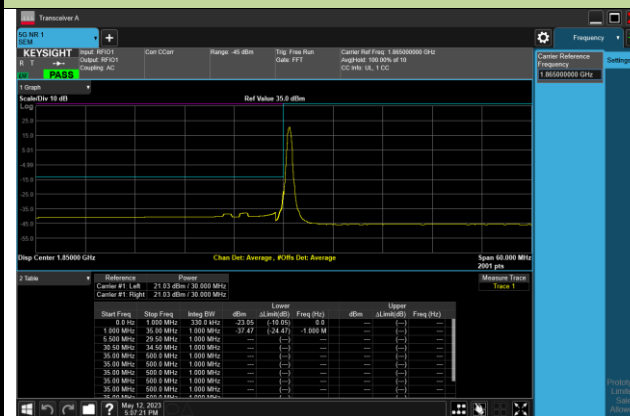 Transceiver A
5G NR 1
SEM
Frequency
KEYSIGHT Input: RFIO1 Corr CCorr Range: -45 dBm Trig: Free Run Carrier Ref Freq: 1.865000000 GHz
R T Output: RFIO1 Gate: FFT Avg|Hold: 100.00% of 10
PASS Coupling: AC CC Info: UL, 1 CC
Carrier Reference Frequency
1.865000000 GHz
Settings
1 Graph
Scale/Div 10 dB Ref Value 35.0 dBm
Log
25.0
15.0
5.01
-4.99
-15.0
-25.0
-35.0
-45.0
-55.0
Disp Center 1.85000 GHz Chan Det: Average, #Offs Det: Average Span 60.000 MHz
2001 pts
2 Table Reference Power Measure Trace
Carrier #1: Left 21.03 dBm / 30.000 MHz Trace 1
Carrier #1: Right 21.03 dBm / 30.000 MHz
Lower Upper
Start Freq Stop Freq Integ BW dBm ΔLimit(dB) Freq (Hz) dBm ΔLimit(dB) Freq (Hz)
0.0 Hz 1.000 MHz 330.0 kHz -23.05 (-10.05) 0.0 --- (---) ---
1.000 MHz 35.00 MHz 1.000 MHz -37.47 (-24.47) -1.000 M --- (---) ---
5.500 MHz 29.50 MHz 1.000 MHz --- (---) --- --- (---) ---
30.50 MHz 34.50 MHz 1.000 MHz --- (---) --- --- (---) ---
35.00 MHz 500.0 MHz 1.000 MHz --- (---) --- --- (---) ---
35.00 MHz 500.0 MHz 1.000 MHz --- (---) --- --- (---) ---
35.00 MHz 500.0 MHz 1.000 MHz --- (---) --- --- (---) ---
35.00 MHz 500.0 MHz 1.000 MHz --- (---) --- --- (---) ---
35.00 MHz 500.0 MHz 1.000 MHz --- (---) --- --- (---) ---
May 12, 2023
5:07:21 PM